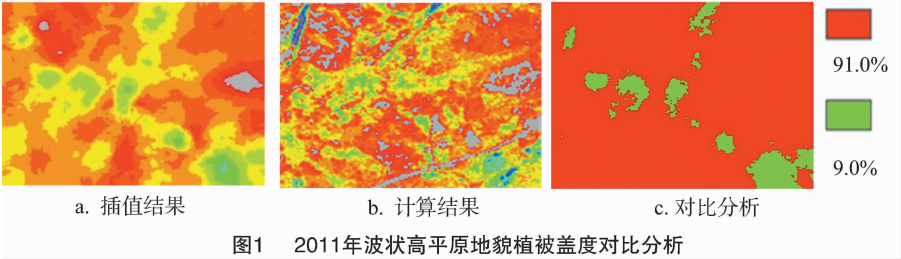 91.0%
9.0%
a. 插值结果
b. 计算结果
c. 对比分析
图1 2011年波状高平原地貌植被盖度对比分析